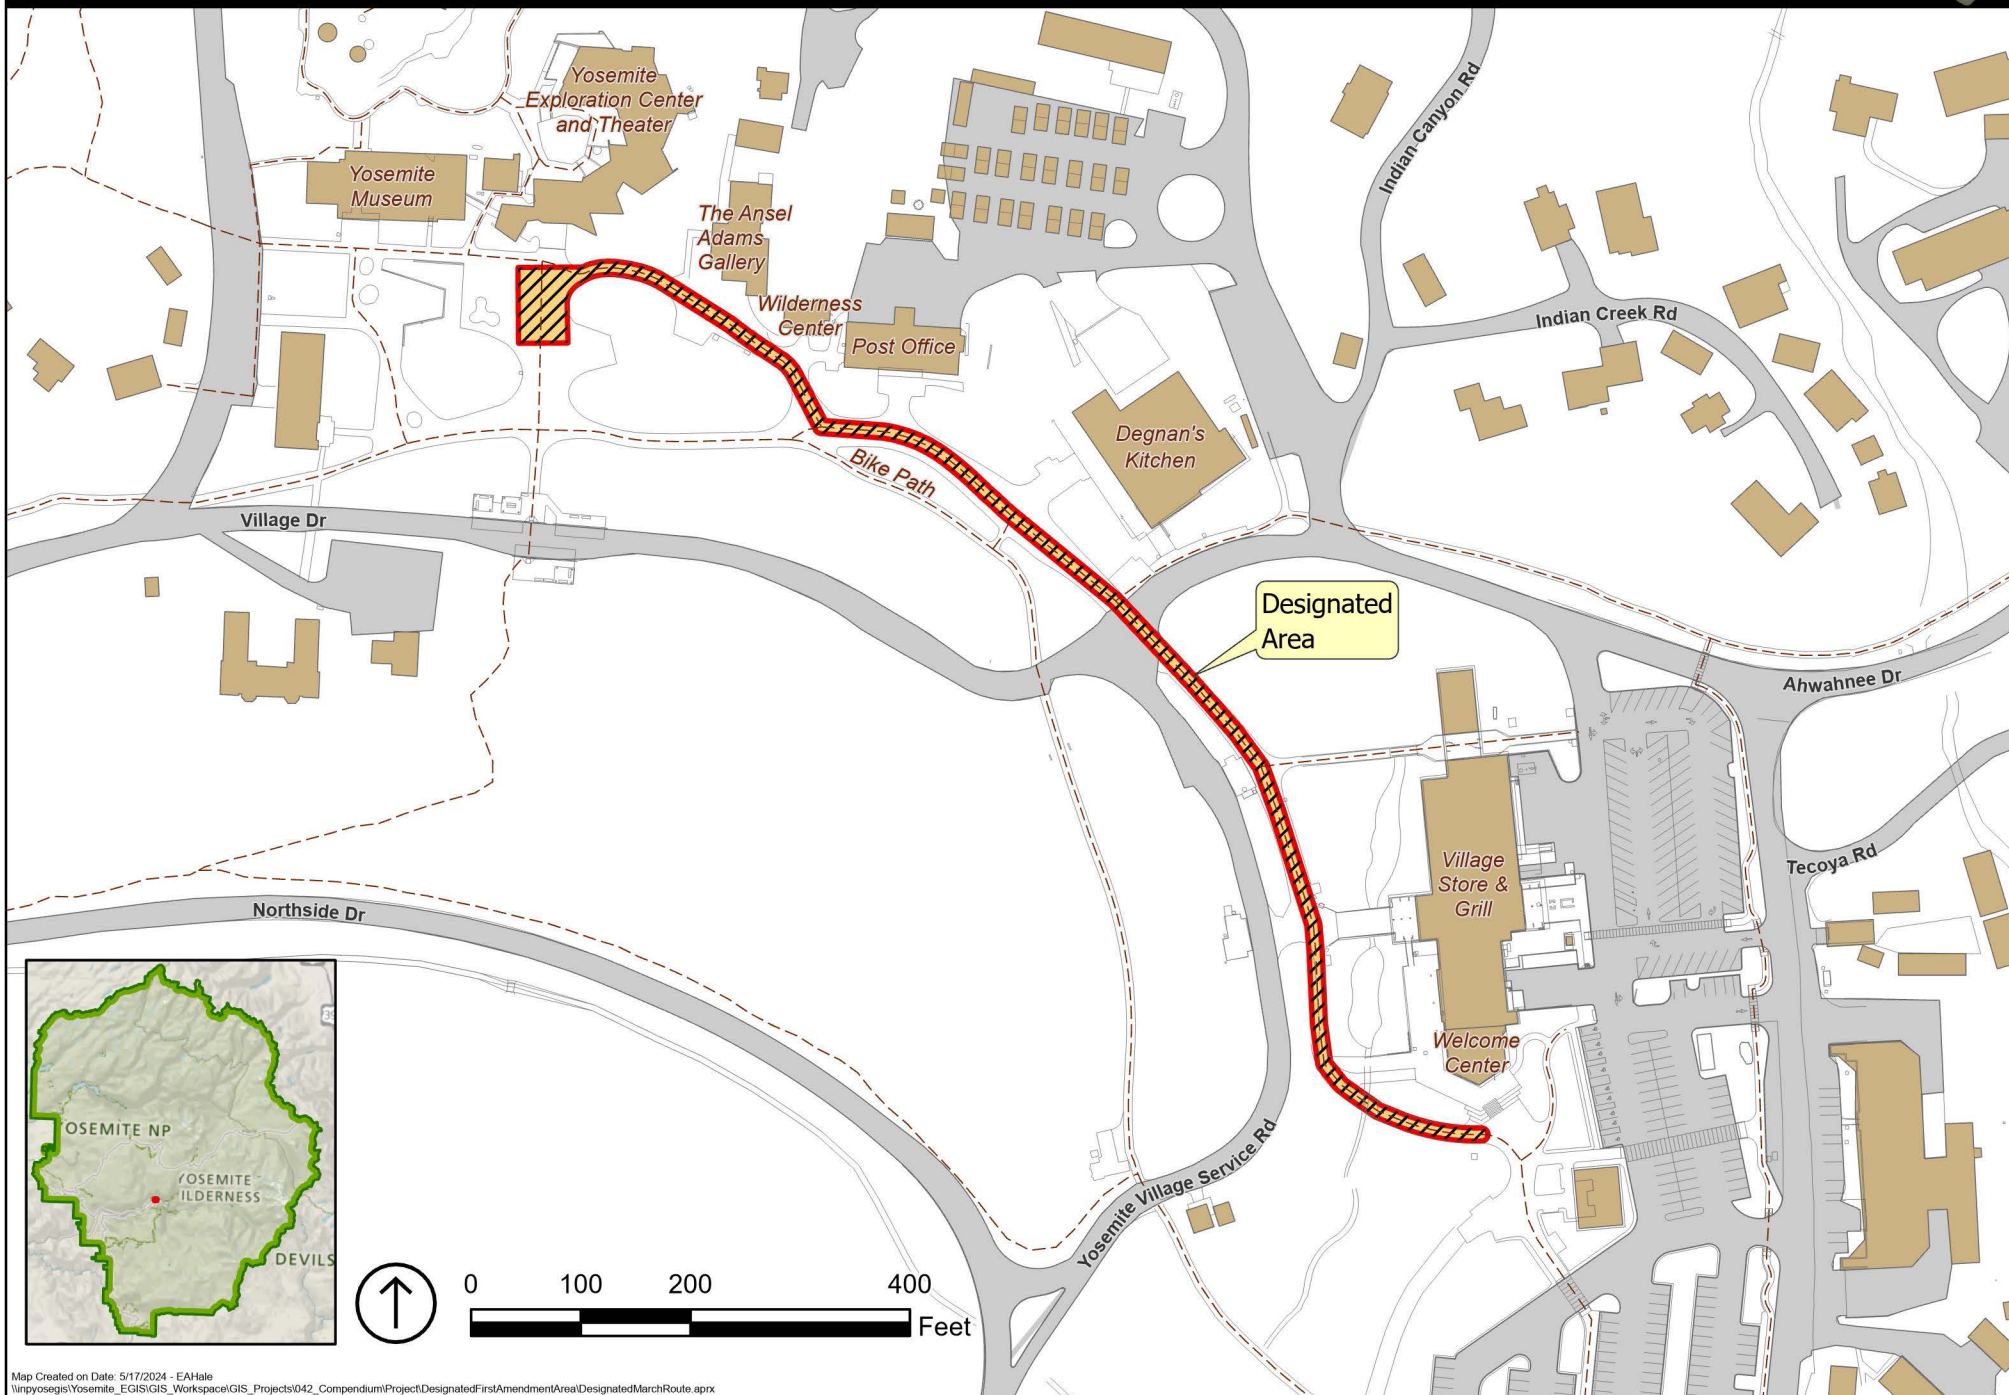 Yosemite
Exploration Center
and Theater
Yosemite
Museum
The Ansel
Adams
Gallery
Wilderness
Center
Post Office
Indian Canyon Rd
Indian Creek Rd
Degnan's
Kitchen
Bike Path
Village Dr
Designated
Area
Ahwahnee Dr
Tecoya Rd
Village
Store &
Grill
Northside Dr
Welcome
Center
Yosemite Village Service Rd
39
OSEMITE NP
YOSEMITE
ILDERNESS
DEVILS
0 100 200 400
Feet
Map Created on Date: 5/17/2024 - EAHale
\\inpyosegis\Yosemite_EGIS\GIS_Workspace\GIS_Projects\042_Compendium\Project\DesignatedFirstAmendmentArea\DesignatedMarchRoute.aprx